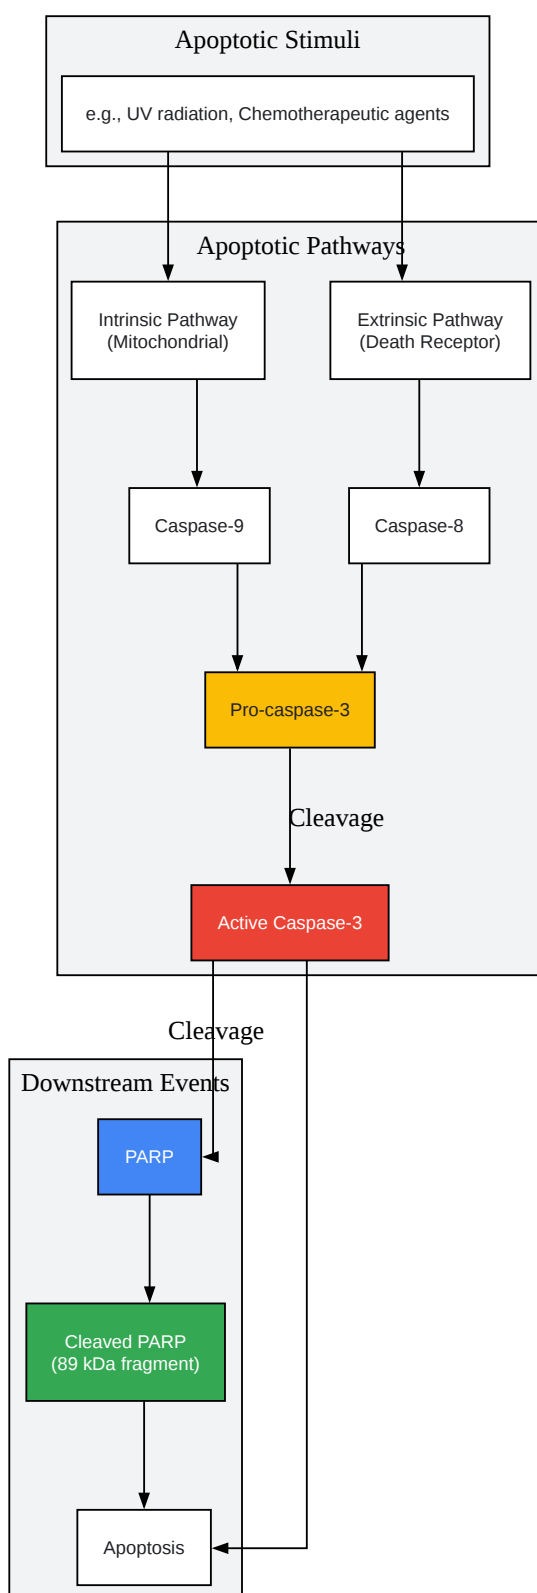 Apoptotic Stimuli
e.g., UV radiation, Chemotherapeutic agents
Apoptotic Pathways
Intrinsic Pathway
(Mitochondrial)
Extrinsic Pathway
(Death Receptor)
Caspase-9
Caspase-8
Pro-caspase-3
Cleavage
Active Caspase-3
Cleavage
Downstream Events
PARP
Cleaved PARP
(89 kDa fragment)
Apoptosis